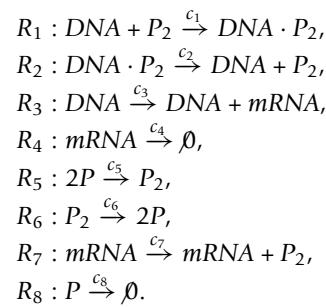 R₁ : DNA + P₂ →c₁ DNA · P₂,
R₂ : DNA · P₂ →c₂ DNA + P₂,
R₃ : DNA →c₃ DNA + mRNA,
R₄ : mRNA →c₄ ∅,
R₅ : 2P →c₅ P₂,
R₆ : P₂ →c₆ 2P,
R₇ : mRNA →c₇ mRNA + P₂,
R₈ : P →c₈ ∅.